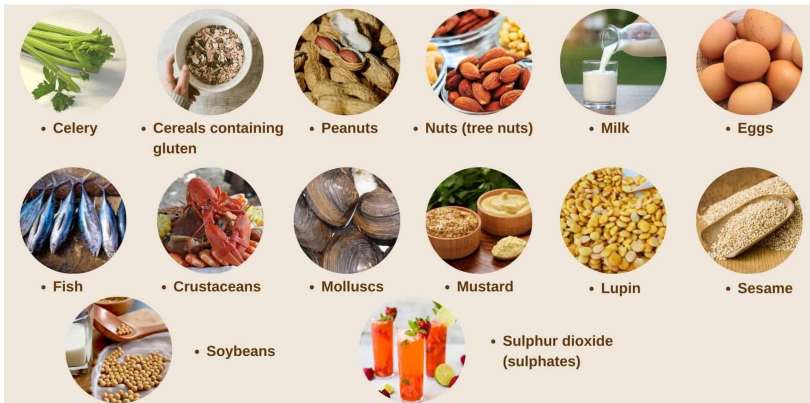 • Celery
• Cereals containing
gluten
• Peanuts
• Nuts (tree nuts)
• Milk
• Eggs
• Fish
• Crustaceans
• Molluscs
• Mustard
• Lupin
• Sesame
• Soybeans
• Sulphur dioxide
(sulphates)